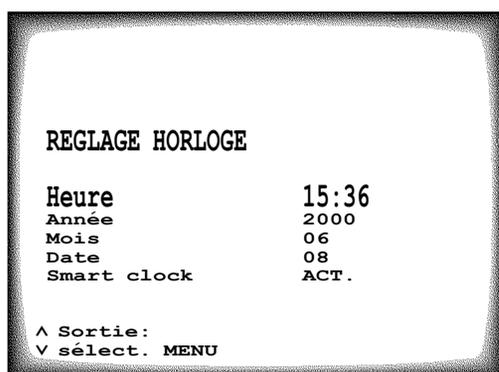 REGLAGE HORLOGE
Heure 15:36
Année 2000
Mois 06
Date 08
Smart clock ACT.
∧ Sortie:
∨ sélect. MENU